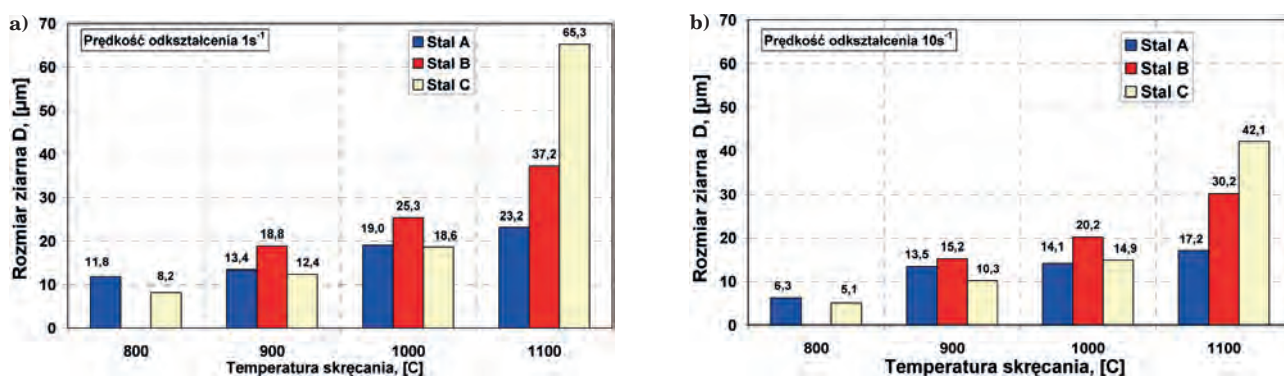 a)
Prędkość odkształcenia 1s⁻¹
Stal A
Stal B
Stal C
Rozmiar ziarna D, [µm]
70
60
50
40
30
20
10
0
11,8
8,2
13,4
18,8
12,4
19,0
25,3
18,6
23,2
37,2
65,3
800 900 1000 1100
Temperatura skręcania, [C]
b)
Prędkość odkształcenia 10s⁻¹
Stal A
Stal B
Stal C
Rozmiar ziarna D, [µm]
70
60
50
40
30
20
10
0
6,3
5,1
13,5
15,2
10,3
14,1
20,2
14,9
17,2
30,2
42,1
800 900 1000 1100
Temperatura skręcania, [C]